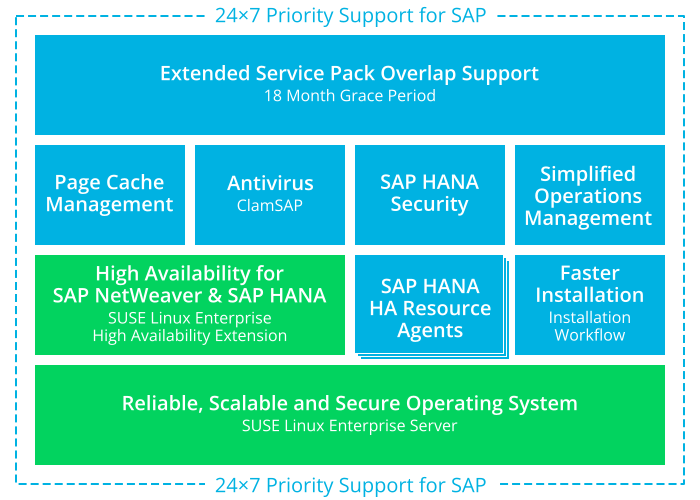 24×7 Priority Support for SAP
Extended Service Pack Overlap Support
18 Month Grace Period
Page Cache
Management
Antivirus
ClamSAP
SAP HANA
Security
Simplified
Operations
Management
High Availability for
SAP NetWeaver & SAP HANA
SUSE Linux Enterprise
High Availability Extension
SAP HANA
HA Resource
Agents
Faster
Installation
Installation
Workflow
Reliable, Scalable and Secure Operating System
SUSE Linux Enterprise Server
24×7 Priority Support for SAP